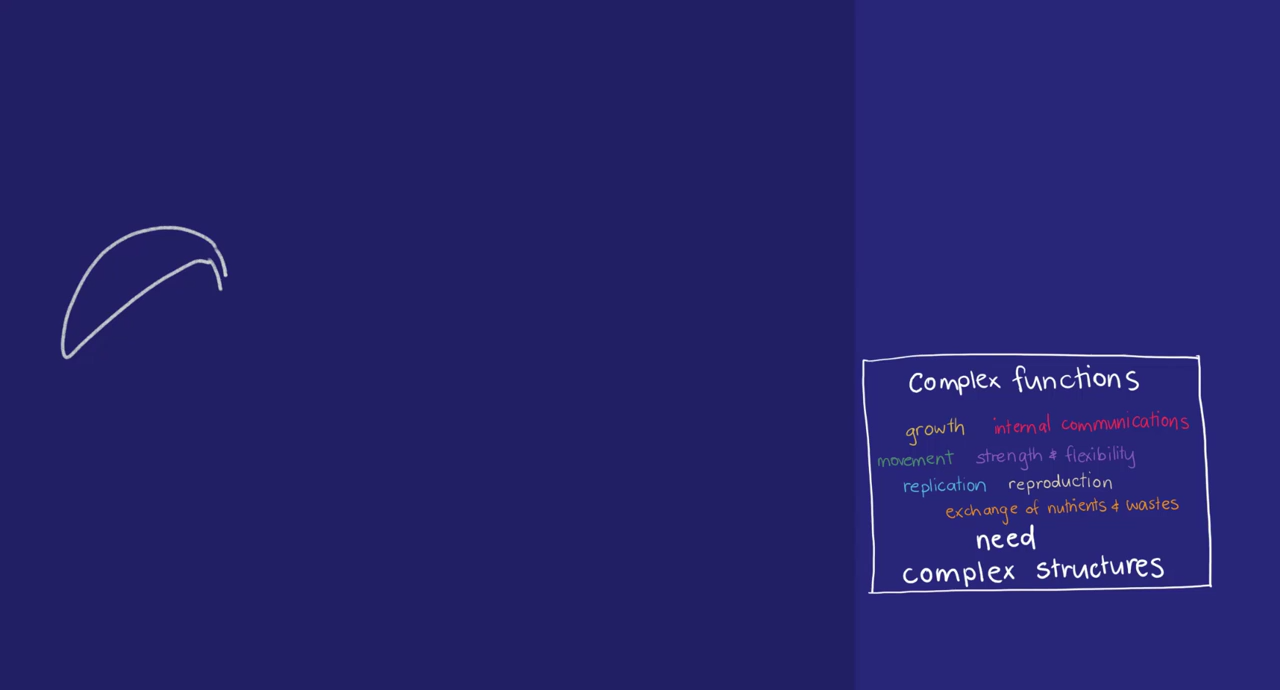 Complex functions
growth internal communications
movement strength & flexibility
replication reproduction
exchange of nutrients & wastes
need
complex structures